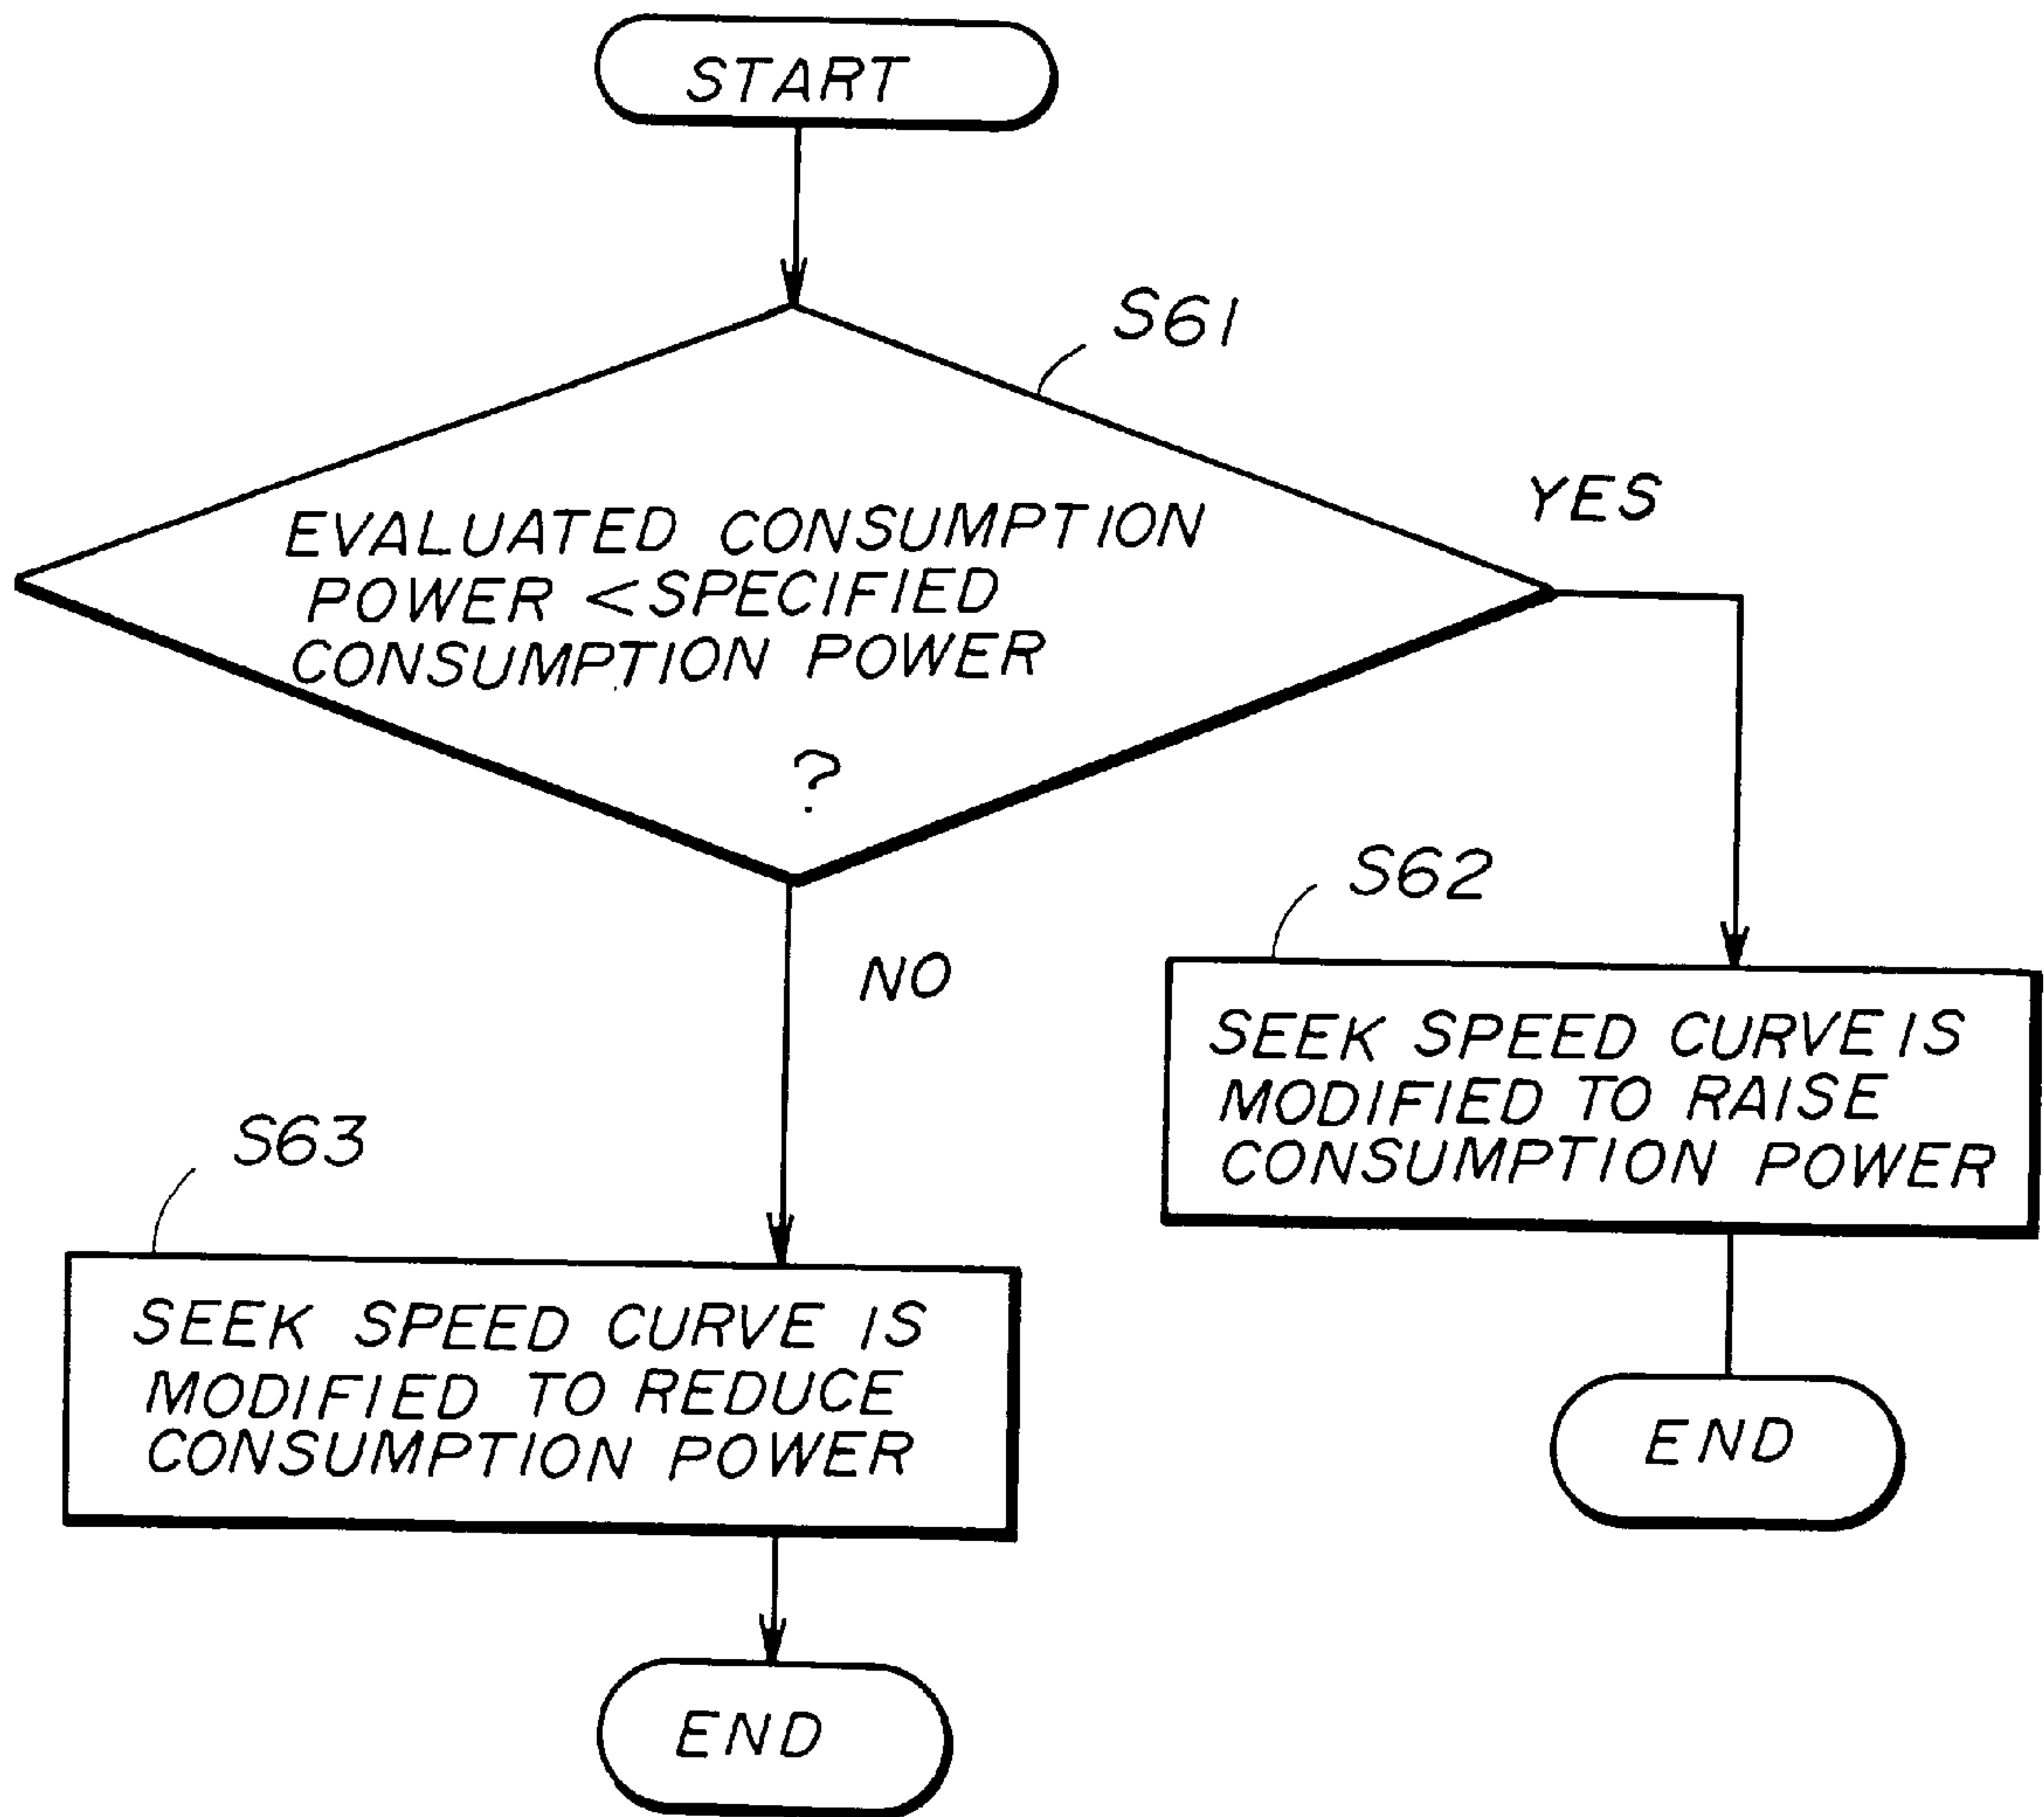 START
S61
YES
EVALUATED CONSUMPTION
POWER < SPECIFIED
CONSUMPTION POWER
?
S62
NO
SEEK SPEED CURVE IS
MODIFIED TO RAISE
CONSUMPTION POWER
S63
SEEK SPEED CURVE IS
MODIFIED TO REDUCE
CONSUMPTION POWER
END
END